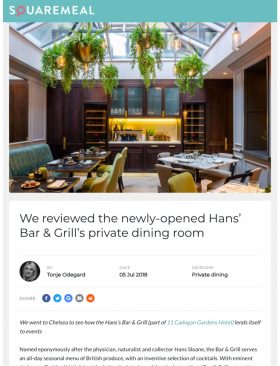 SQUAREMEAL
We reviewed the newly-opened Hans'
Bar & Grill's private dining room
BY
Tonje Odegard
DATE
05 Jul 2018
CATEGORY
Private dining
SHARE
We went to Chelsea to see how the Hans's Bar & Grill (part of 11 Cadogan Gardens Hotel) lends itself
to events
Named eponymously after the physician, naturalist and collector Hans Sloane, the Bar & Grill serves
an all-day seasonal menu of British produce, with an inventive selection of cocktails. With eminent